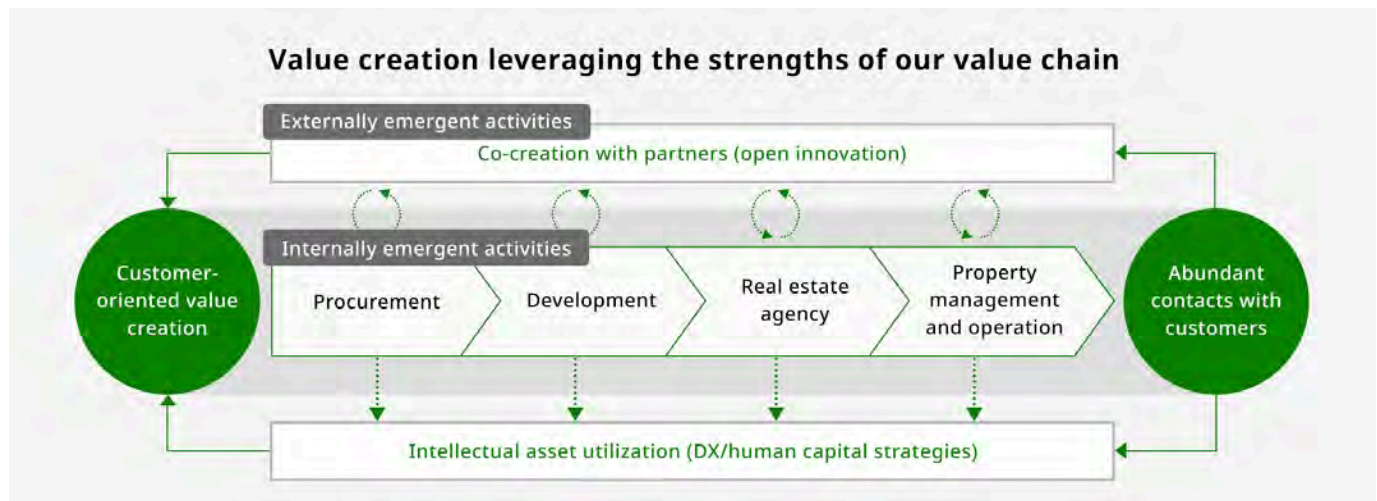 Value creation leveraging the strengths of our value chain
Externally emergent activities
Co-creation with partners (open innovation)
Internally emergent activities
Customer-
oriented value
creation
Procurement
Development
Real estate
agency
Property
management
and operation
Abundant
contacts with
customers
Intellectual asset utilization (DX/human capital strategies)